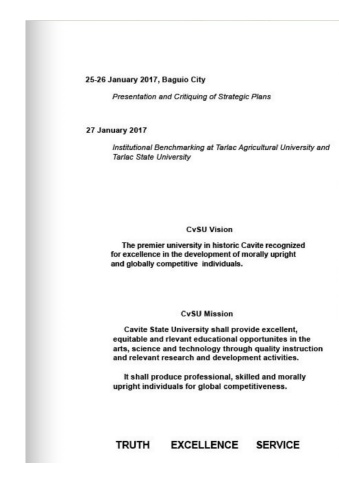 25-26 January 2017, Baguio City
Presentation and Critiquing of Strategic Plans
27 January 2017
Institutional Benchmarking at Tarlac Agricultural University and
Tarlac State University
CvSU Vision
The premier university in historic Cavite recognized
for excellence in the development of morally upright
and globally competitive individuals.
CvSU Mission
Cavite State University shall provide excellent,
equitable and rlevant educational opportunites in the
arts, science and technology through quality instruction
and relevant research and development activities.
It shall produce professional, skilled and morally
upright individuals for global competitiveness.
TRUTH EXCELLENCE SERVICE